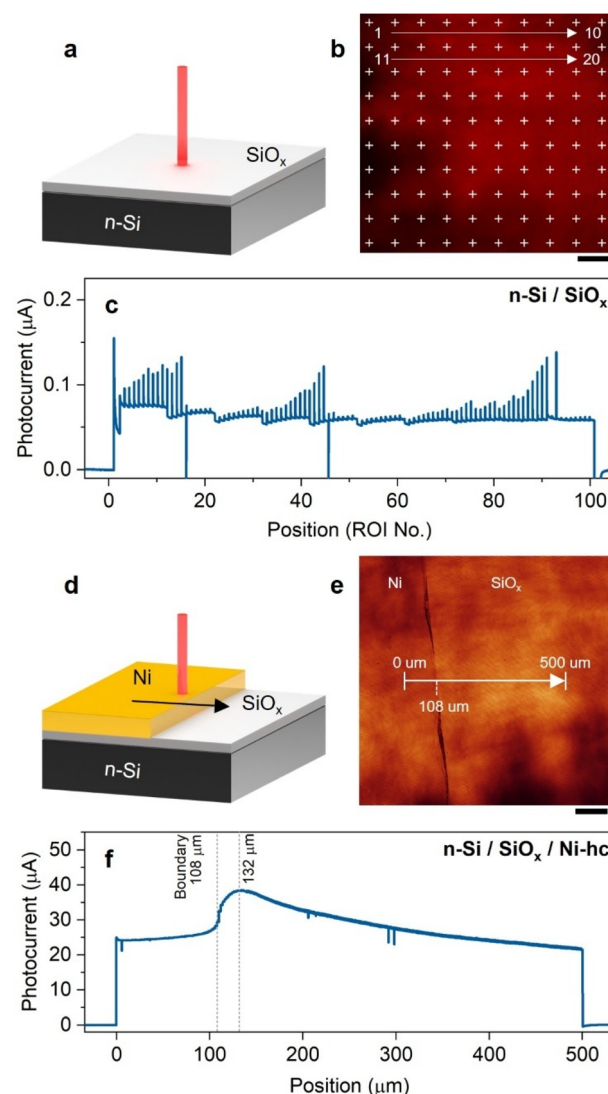 a
SiOₓ
n-Si
b
1 10
11 20
c
n-Si / SiOₓ
Photocurrent (μA)
0.2
0.1
0.0
0 20 40 60 80 100
Position (ROI No.)
d
Ni
SiOₓ
n-Si
e
Ni SiOₓ
0 um 500 um
108 um
f
n-Si / SiOₓ / Ni-hc
Boundary
108 μm
132 μm
Photocurrent (μA)
50
40
30
20
10
0
0 100 200 300 400 500
Position (μm)